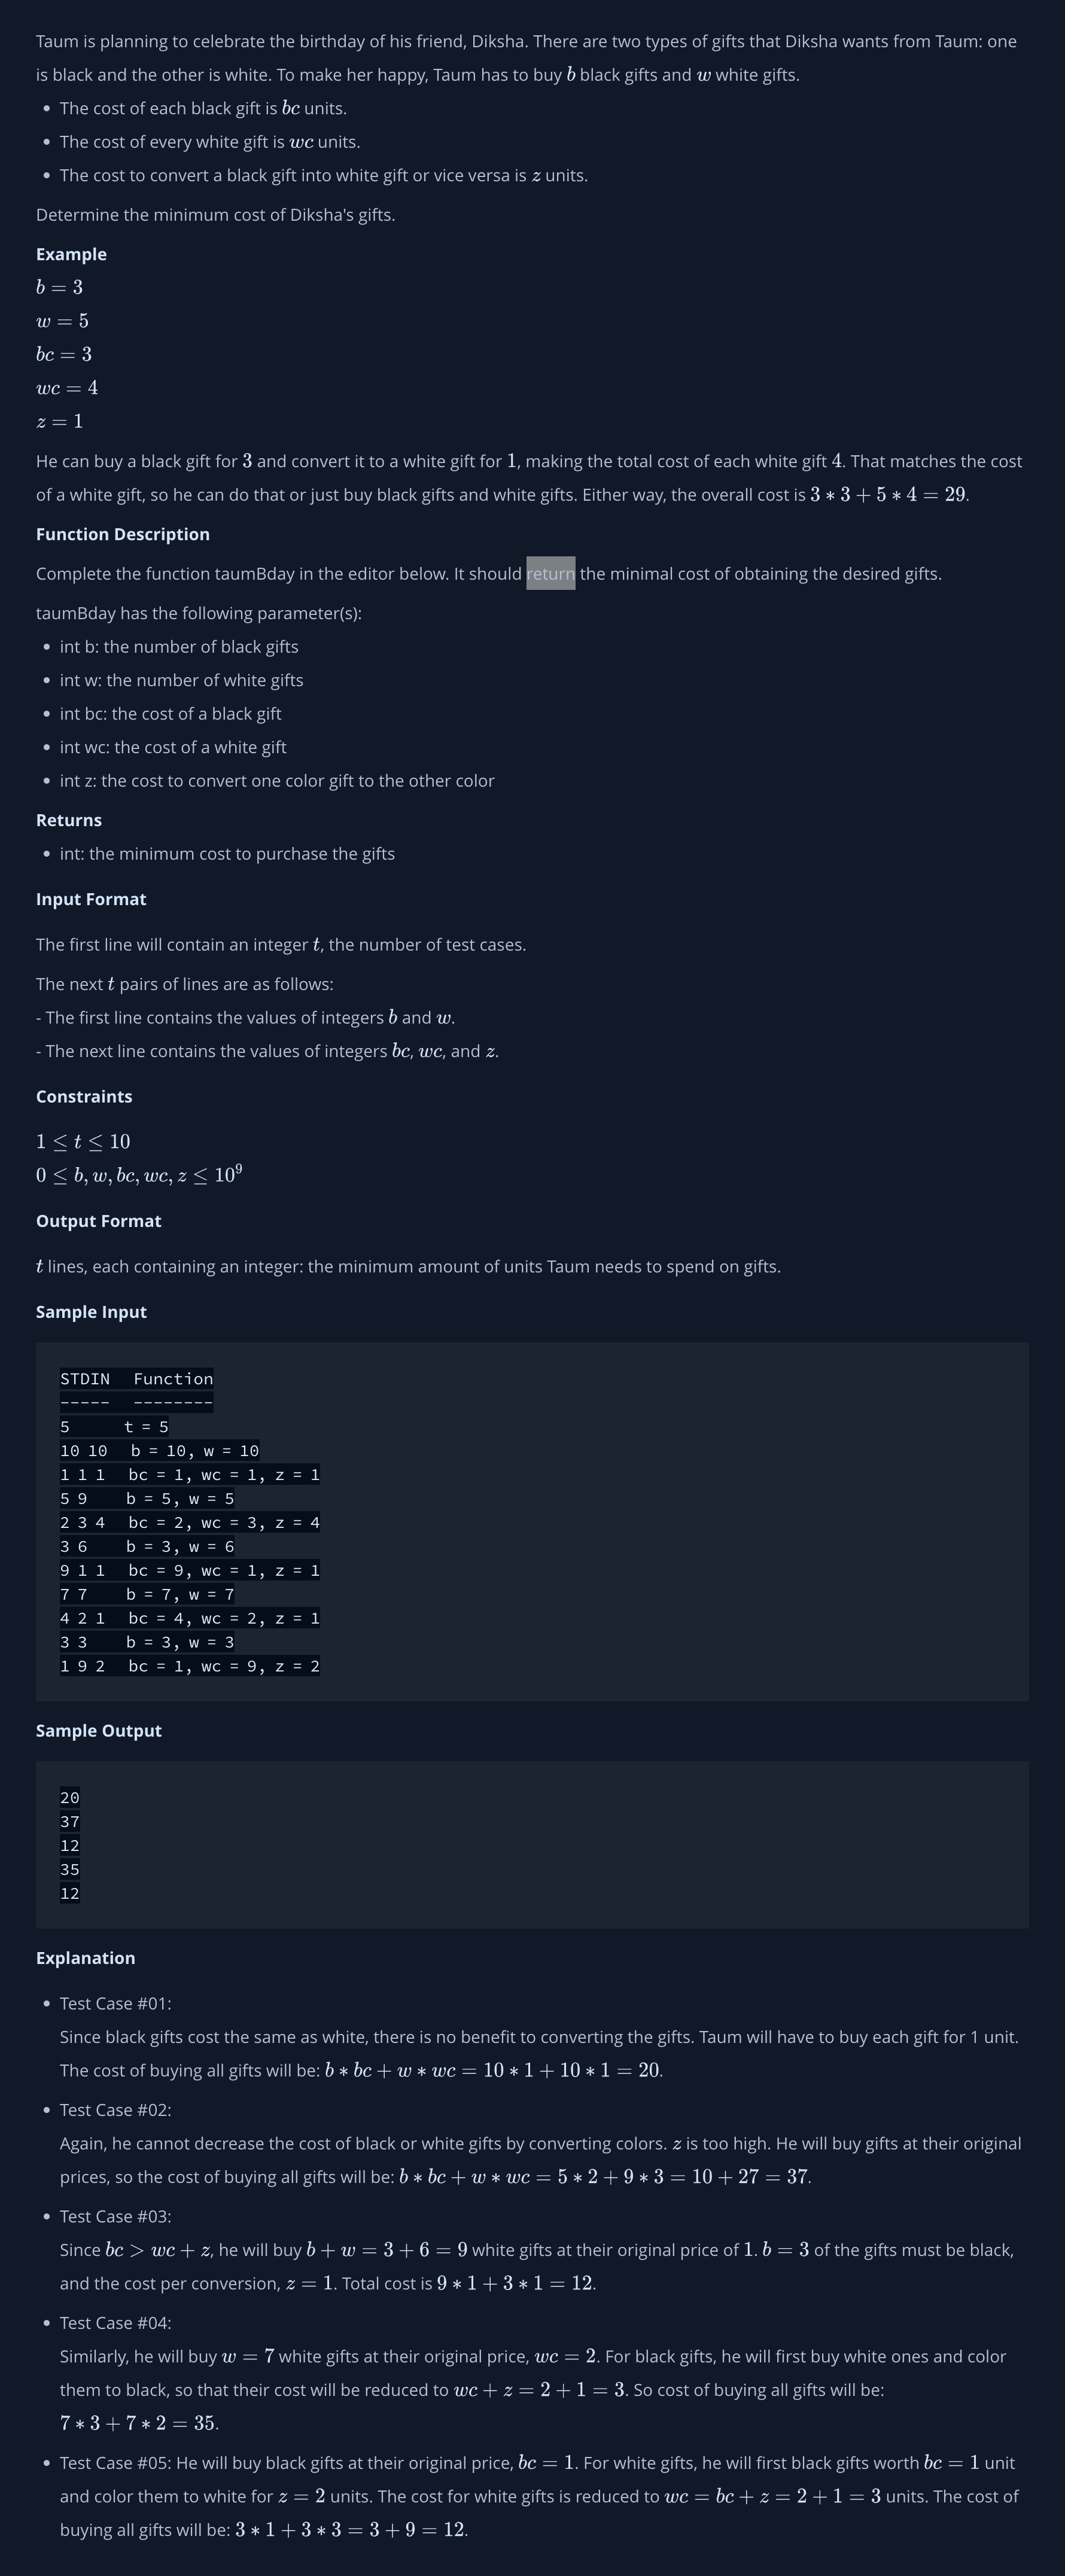 Taum is planning to celebrate the birthday of his friend, Diksha. There are two types of gifts that Diksha wants from Taum: one
is black and the other is white. To make her happy, Taum has to buy b black gifts and w white gifts.
• The cost of each black gift is bc units.
• The cost of every white gift is wc units.
• The cost to convert a black gift into white gift or vice versa is z units.
Determine the minimum cost of Diksha's gifts.
Example
b = 3
w = 5
bc = 3
wc = 4
z = 1
He can buy a black gift for 3 and convert it to a white gift for 1, making the total cost of each white gift 4. That matches the cost
of a white gift, so he can do that or just buy black gifts and white gifts. Either way, the overall cost is 3 * 3 + 5 * 4 = 29.
Function Description
Complete the function taumBday in the editor below. It should return the minimal cost of obtaining the desired gifts.
taumBday has the following parameter(s):
• int b: the number of black gifts
• int w: the number of white gifts
• int bc: the cost of a black gift
• int wc: the cost of a white gift
• int z: the cost to convert one color gift to the other color
Returns
• int: the minimum cost to purchase the gifts
Input Format
The first line will contain an integer t, the number of test cases.
The next t pairs of lines are as follows:
- The first line contains the values of integers b and w.
- The next line contains the values of integers bc, wc, and z.
Constraints
1 ≤ t ≤ 10
0 ≤ b, w, bc, wc, z ≤ 10⁹
Output Format
t lines, each containing an integer: the minimum amount of units Taum needs to spend on gifts.
Sample Input
STDIN   Function
-----   --------
5       t = 5
10 10   b = 10, w = 10
1 1 1   bc = 1, wc = 1, z = 1
5 9     b = 5, w = 5
2 3 4   bc = 2, wc = 3, z = 4
3 6     b = 3, w = 6
9 1 1   bc = 9, wc = 1, z = 1
7 7     b = 7, w = 7
4 2 1   bc = 4, wc = 2, z = 1
3 3     b = 3, w = 3
1 9 2   bc = 1, wc = 9, z = 2
Sample Output
20
37
12
35
12
Explanation
• Test Case #01:
Since black gifts cost the same as white, there is no benefit to converting the gifts. Taum will have to buy each gift for 1 unit.
The cost of buying all gifts will be: b * bc + w * wc = 10 * 1 + 10 * 1 = 20.
• Test Case #02:
Again, he cannot decrease the cost of black or white gifts by converting colors. z is too high. He will buy gifts at their original
prices, so the cost of buying all gifts will be: b * bc + w * wc = 5 * 2 + 9 * 3 = 10 + 27 = 37.
• Test Case #03:
Since bc > wc + z, he will buy b + w = 3 + 6 = 9 white gifts at their original price of 1. b = 3 of the gifts must be black,
and the cost per conversion, z = 1. Total cost is 9 * 1 + 3 * 1 = 12.
• Test Case #04:
Similarly, he will buy w = 7 white gifts at their original price, wc = 2. For black gifts, he will first buy white ones and color
them to black, so that their cost will be reduced to wc + z = 2 + 1 = 3. So cost of buying all gifts will be:
7 * 3 + 7 * 2 = 35.
• Test Case #05: He will buy black gifts at their original price, bc = 1. For white gifts, he will first black gifts worth bc = 1 unit
and color them to white for z = 2 units. The cost for white gifts is reduced to wc = bc + z = 2 + 1 = 3 units. The cost of
buying all gifts will be: 3 * 1 + 3 * 3 = 3 + 9 = 12.